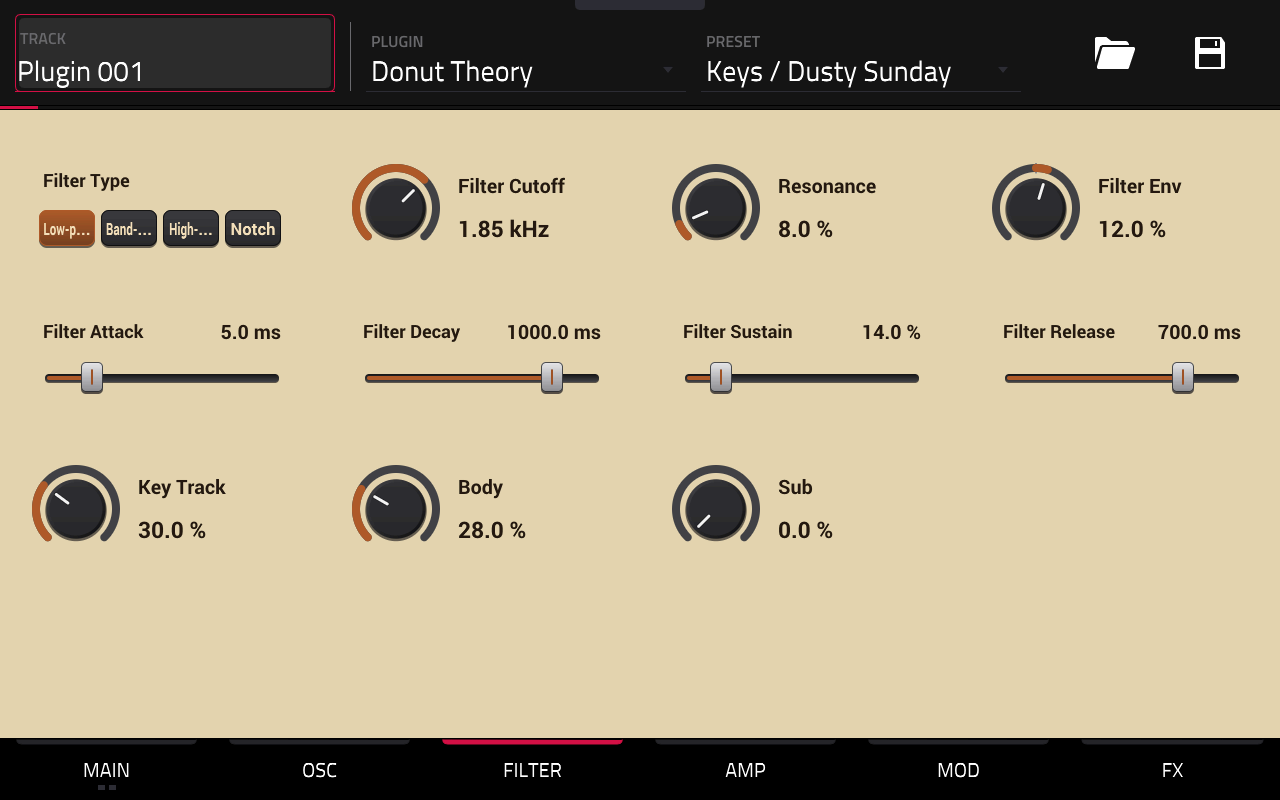 TRACK
Plugin 001
PLUGIN
Donut Theory
PRESET
Keys / Dusty Sunday
Filter Type
Low-p... Band-... High-... Notch
Filter Cutoff
1.85 kHz
Resonance
8.0 %
Filter Env
12.0 %
Filter Attack 5.0 ms
Filter Decay 1000.0 ms
Filter Sustain 14.0 %
Filter Release 700.0 ms
Key Track
30.0 %
Body
28.0 %
Sub
0.0 %
MAIN OSC FILTER AMP MOD FX